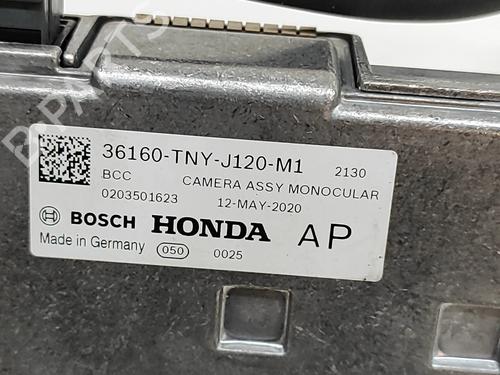 36160-TNY-J120-M1 2130
BCC CAMERA ASSY MONOCULAR
0203501623 12-MAY-2020
BOSCH HONDA AP
Made in Germany 050 0025
B-PARTS